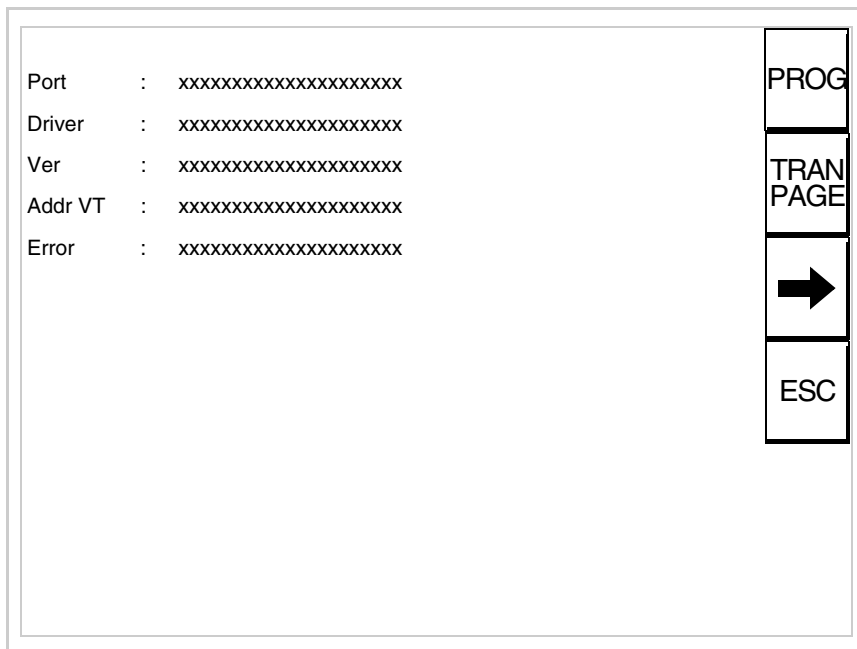 Port : xxxxxxxxxxxxxxxxxxxxx
Driver : xxxxxxxxxxxxxxxxxxxxx
Ver : xxxxxxxxxxxxxxxxxxxxx
Addr VT : xxxxxxxxxxxxxxxxxxxxx
Error : xxxxxxxxxxxxxxxxxxxxx
PROG
TRAN
PAGE
ESC